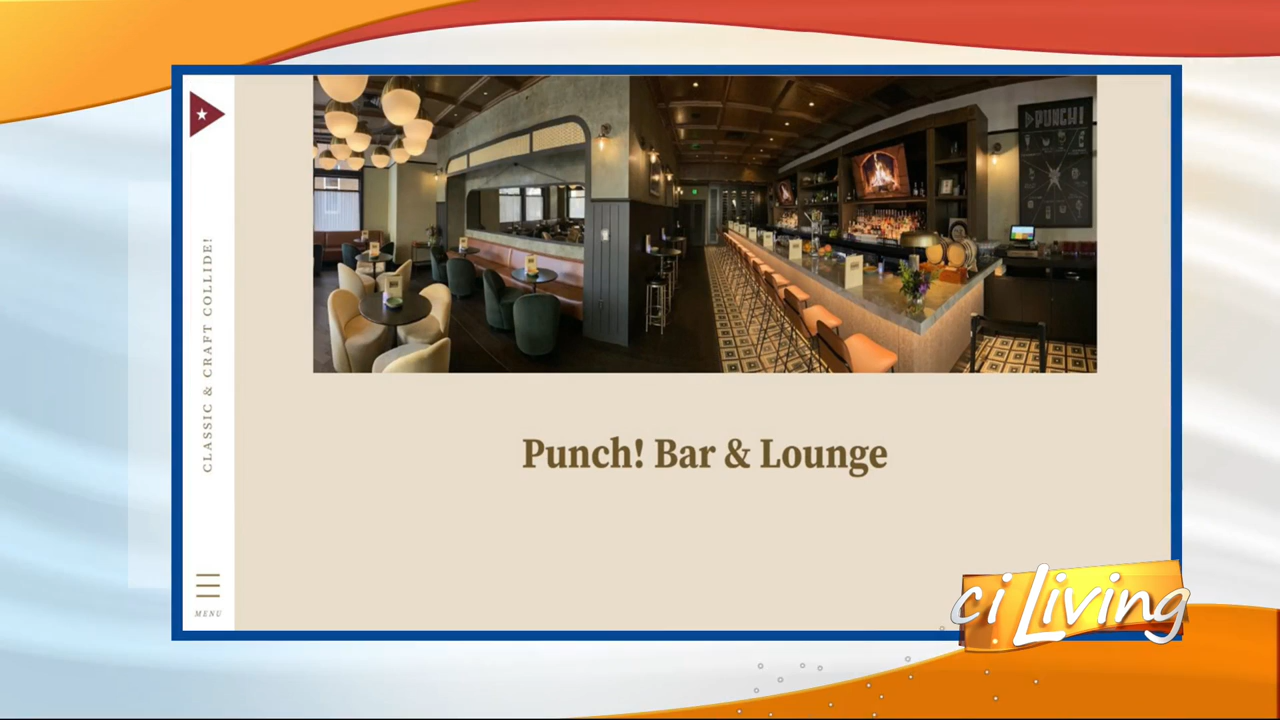 CLASSIC & CRAFT COLLIDE!
MENU
PUNCH!
Punch! Bar & Lounge
ci Living